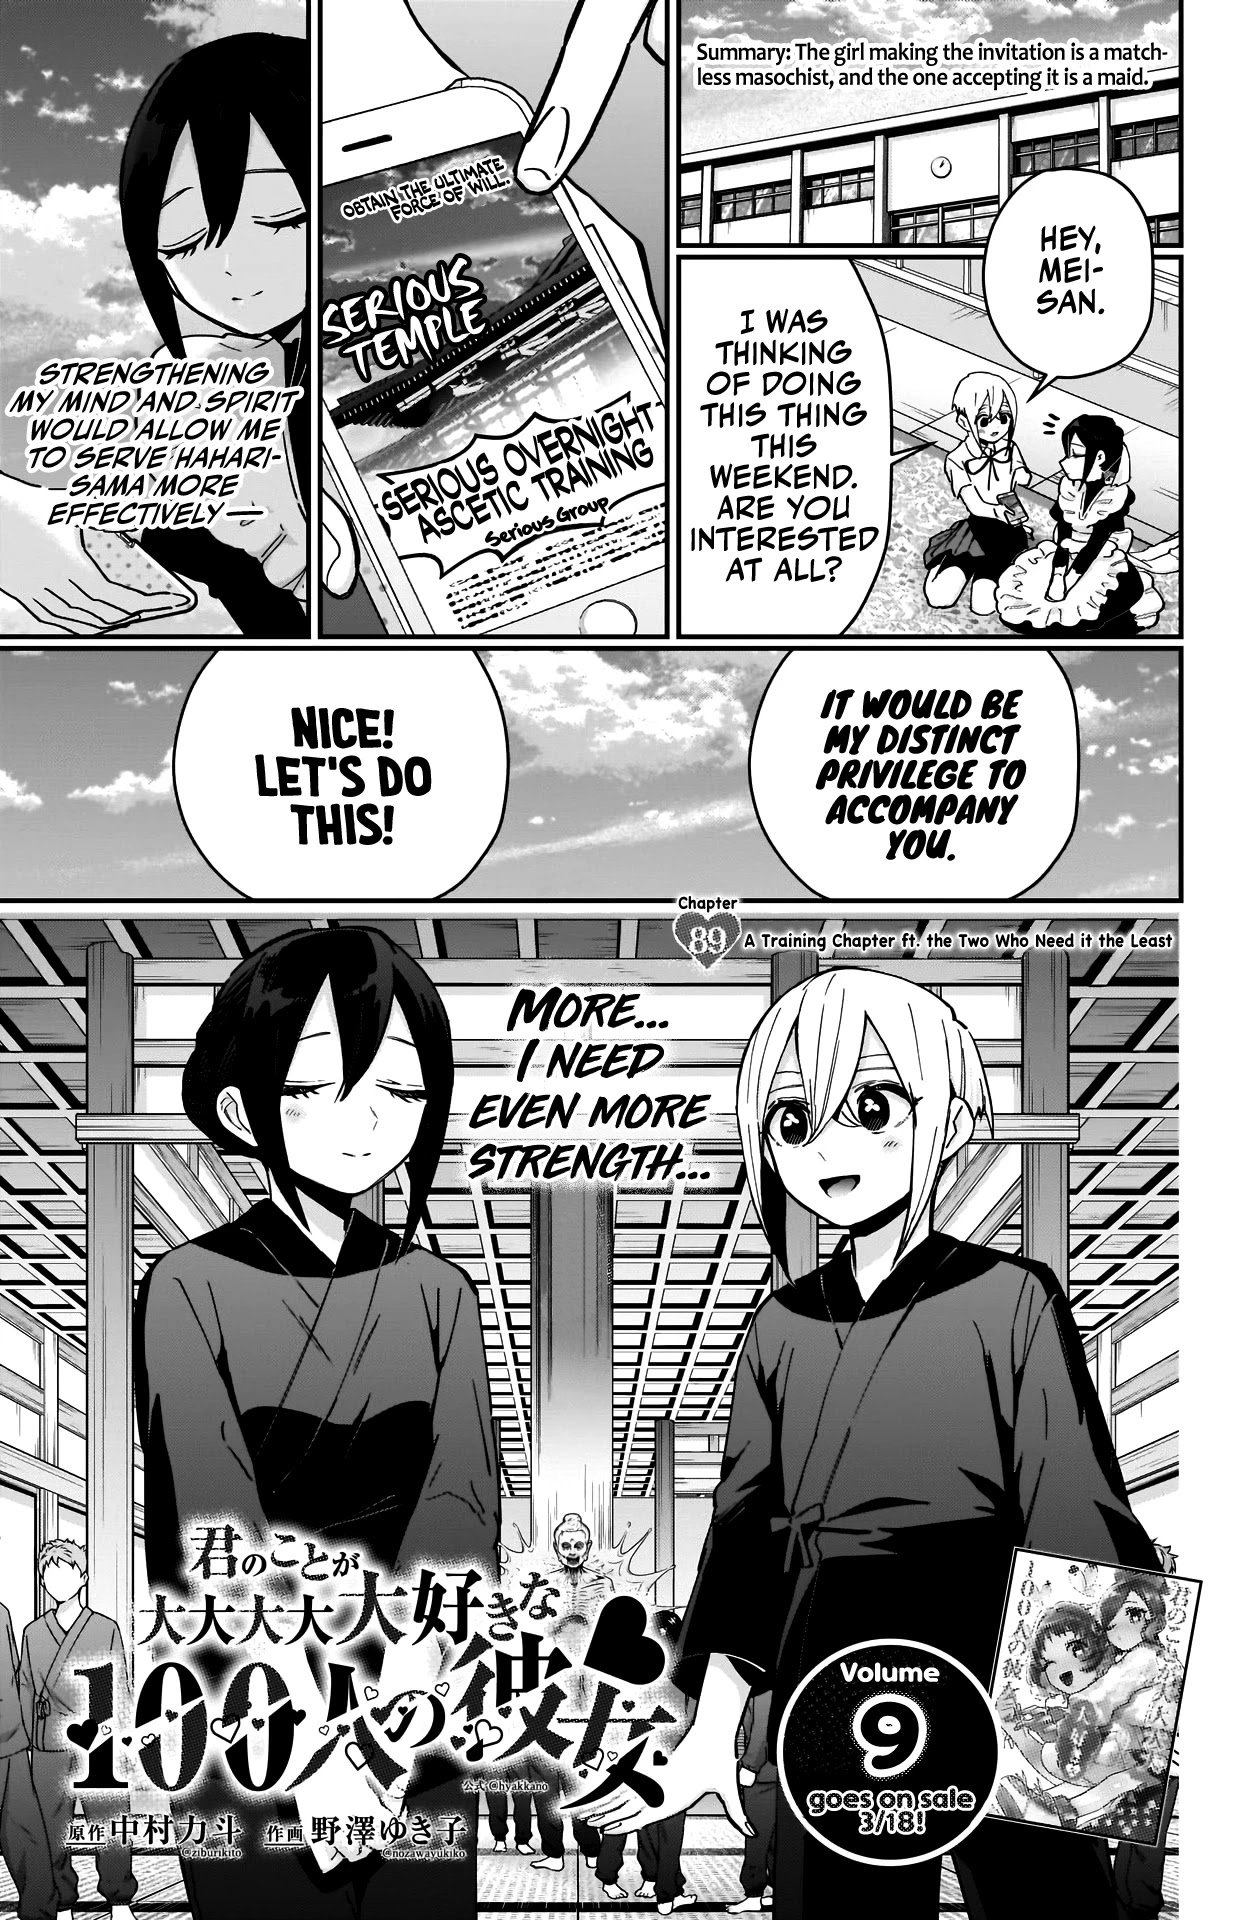 Summary: The girl making the invitation is a match-
less masochist, and the one accepting it is a maid.
HEY,
MEI-
SAN.
I WAS
THINKING
OF DOING
THIS THING
THIS
WEEKEND.
ARE YOU
INTERESTED
AT ALL?
OBTAIN THE ULTIMATE
FORCE OF WILL.
SERIOUS
TEMPLE
SERIOUS OVERNIGHT
ASCETIC TRAINING
Serious Group
STRENGTHENING
MY MIND AND SPIRIT
WOULD ALLOW ME
TO SERVE HAHARI-
SAMA MORE
EFFECTIVELY —
IT WOULD BE
MY DISTINCT
PRIVILEGE TO
ACCOMPANY
YOU.
NICE!
LET'S DO
THIS!
Chapter
89
A Training Chapter ft. the Two Who Need it the Least
MORE...
I NEED
EVEN MORE
STRENGTH...
君のことが
大大大大大好きな
100人の彼女
公式:@hyakkano
原作 中村力斗 作画 野澤ゆき子
@ziburikito @nozawayukiko
Volume
9
goes on sale
3/18!